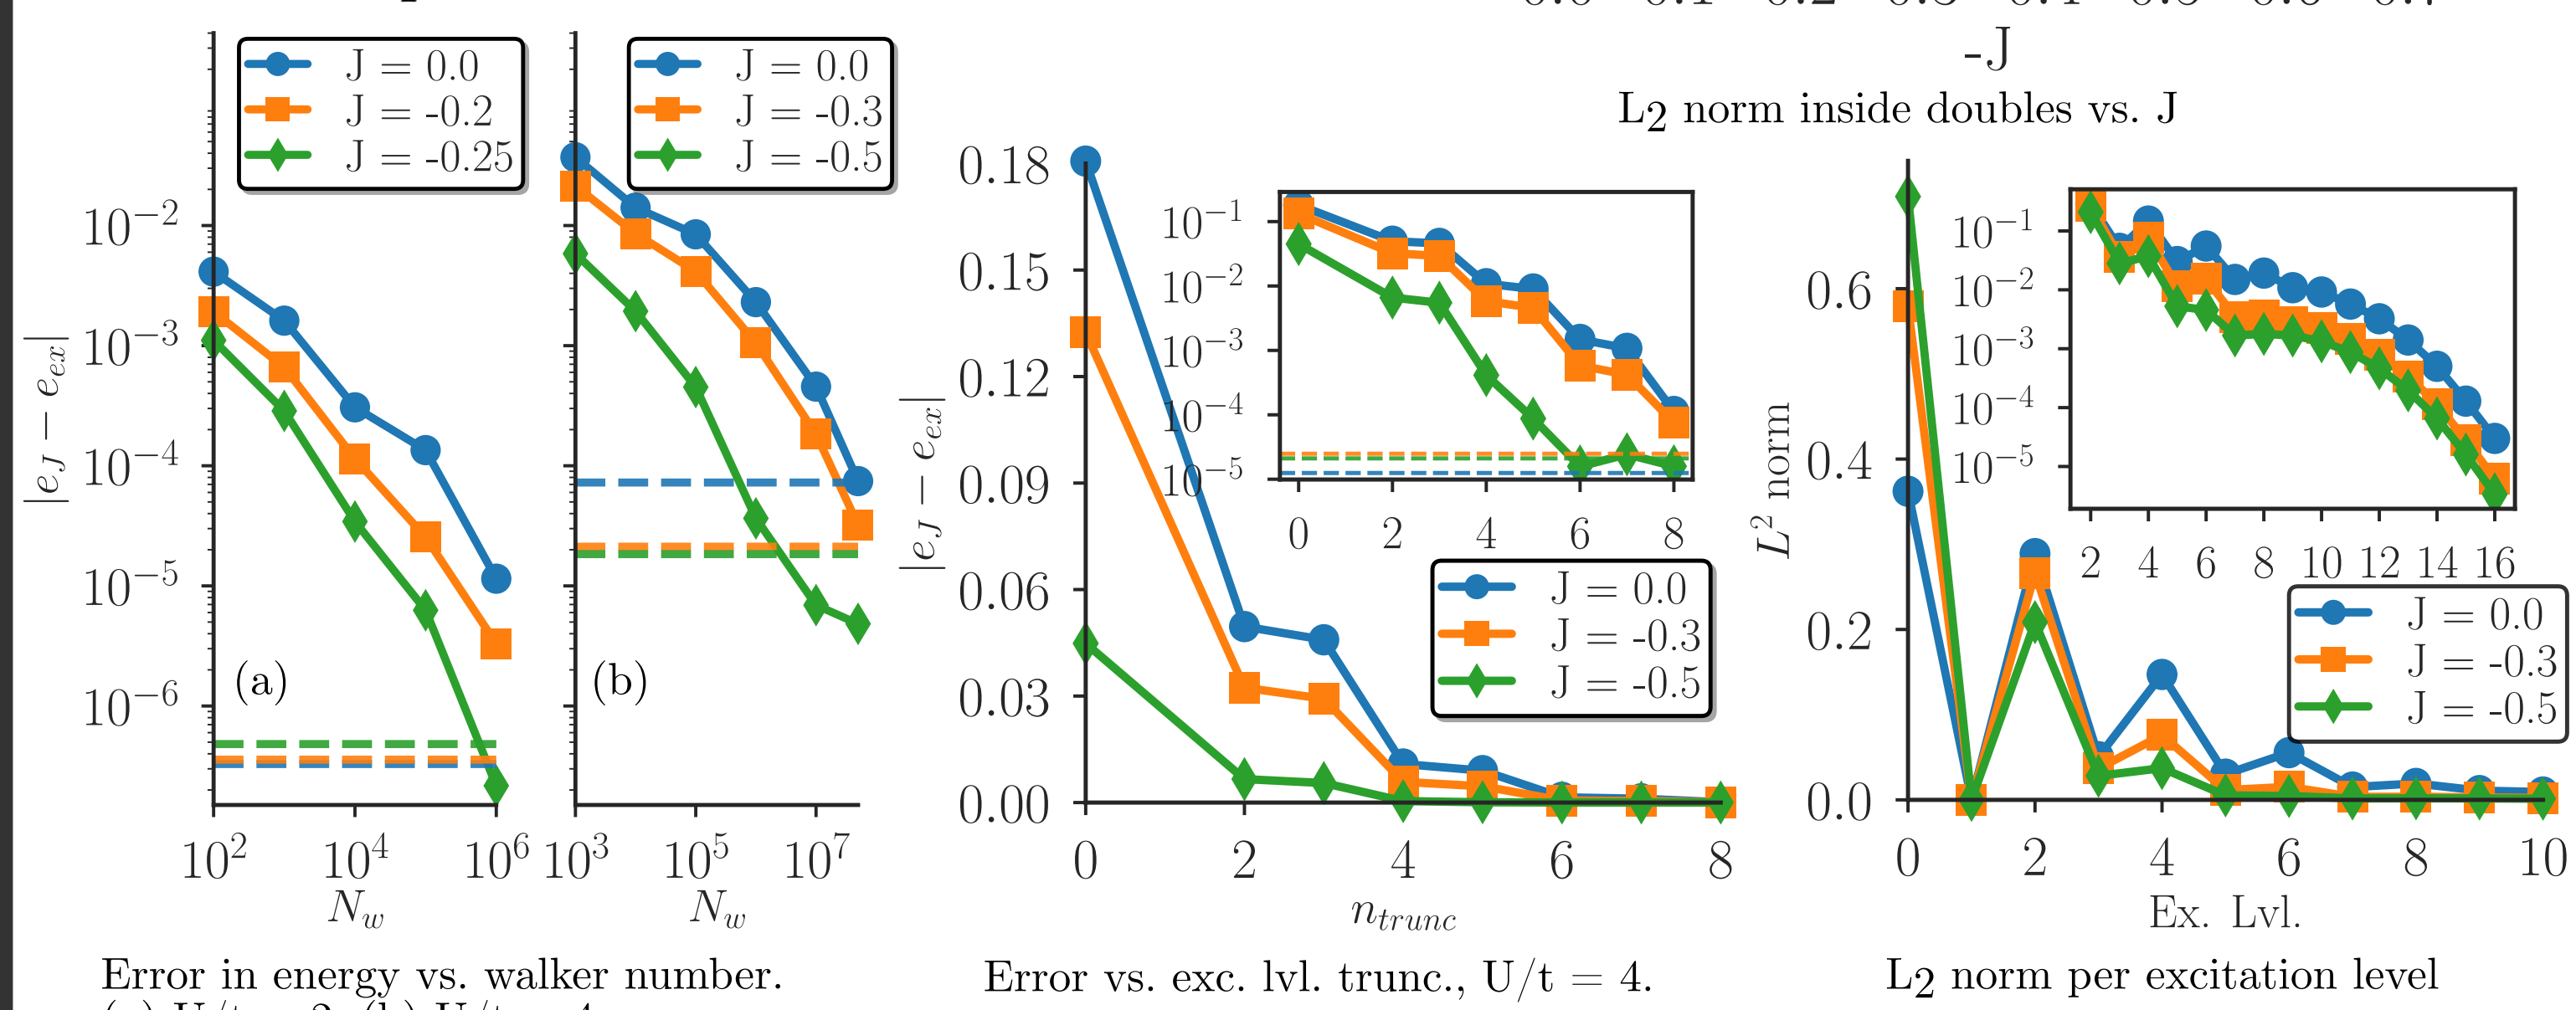 -J
L2 norm inside doubles vs. J
J = 0.0
J = -0.2
J = -0.25
10^-2
10^-3
10^-4
10^-5
10^-6
|e_J − e_ex|
(a)
10^2 10^4 10^6
N_w
J = 0.0
J = -0.3
J = -0.5
(b)
10^3 10^5 10^7
N_w
Error in energy vs. walker number.
0.18
0.15
0.12
0.09
0.06
0.03
0.00
|e_J − e_ex|
10^-1
10^-2
10^-3
10^-4
10^-5
0 2 4 6 8
J = 0.0
J = -0.3
J = -0.5
0 2 4 6 8
n_trunc
Error vs. exc. lvl. trunc., U/t = 4.
0.6
0.4
0.2
0.0
L^2 norm
10^-1
10^-2
10^-3
10^-4
10^-5
2 4 6 8 10 12 14 16
J = 0.0
J = -0.3
J = -0.5
0 2 4 6 8 10
Ex. Lvl.
L2 norm per excitation level